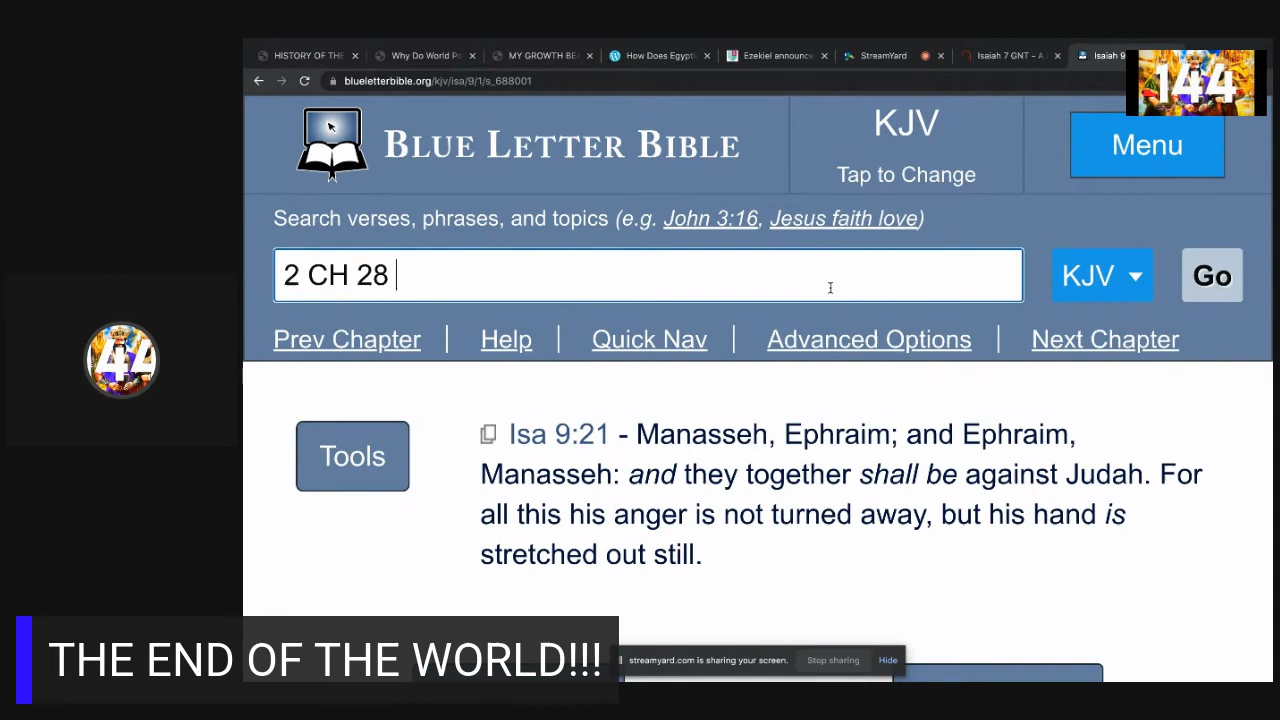 HISTORY OF THE
Why Do World Po
MY GROWTH BEA
How Does Egypti
Ezekiel announce
StreamYard
Isaiah 7 GNT - A
Isaiah 9
blueletterbible.org/kjv/isa/9/1/s_688001
144
BLUE LETTER BIBLE
KJV
Tap to Change
Menu
Search verses, phrases, and topics (e.g. John 3:16, Jesus faith love)
2 CH 28
KJV
Go
Prev Chapter
Help
Quick Nav
Advanced Options
Next Chapter
44
Tools
Isa 9:21 - Manasseh, Ephraim; and Ephraim,
Manasseh: and they together shall be against Judah. For
all this his anger is not turned away, but his hand is
stretched out still.
THE END OF THE WORLD!!!
streamyard.com is sharing your screen.
Stop sharing
Hide